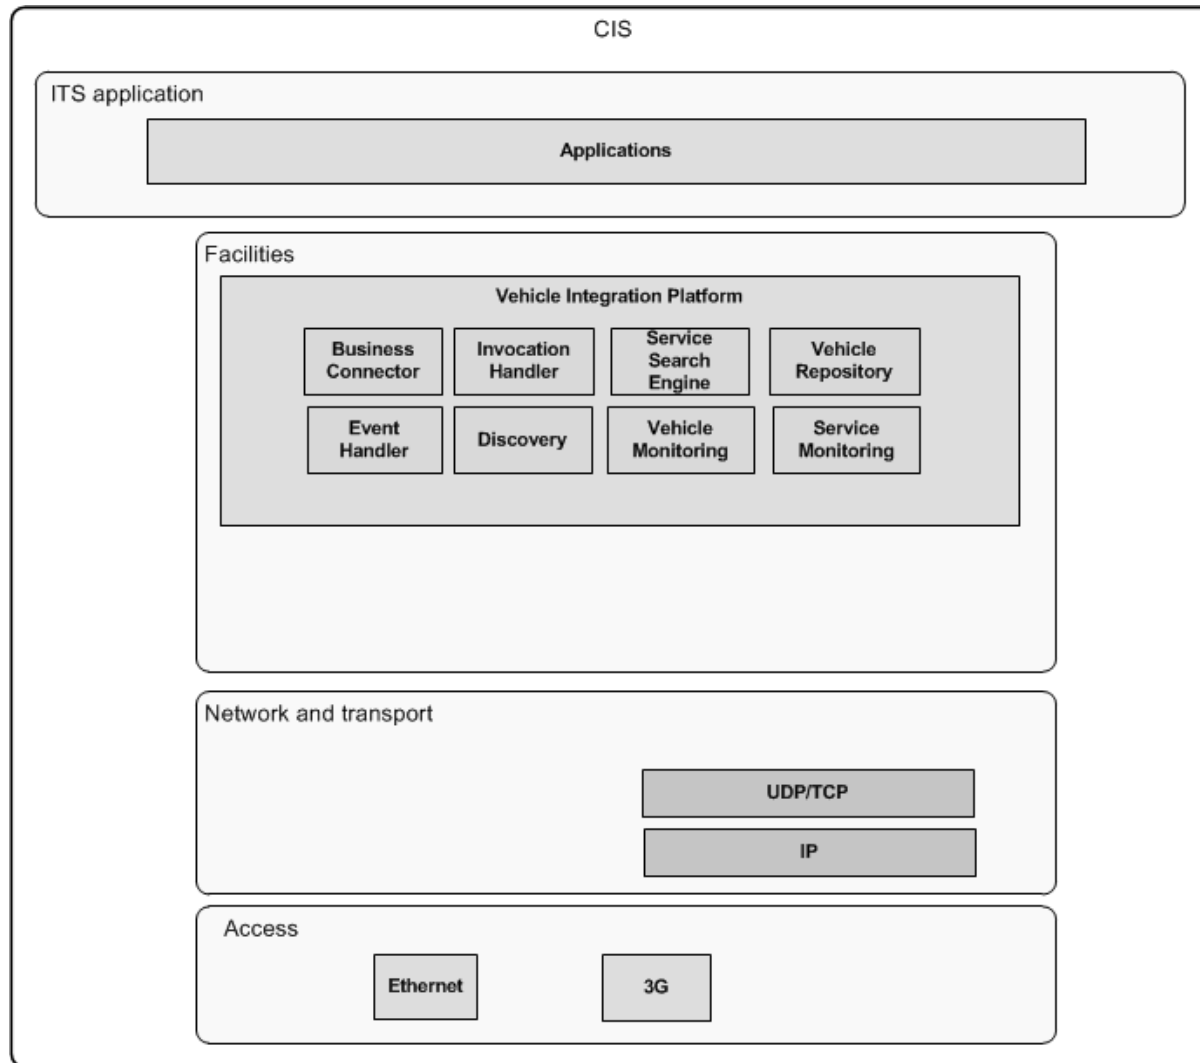 CIS
ITS application
Applications
Facilities
Vehicle Integration Platform
Business
Connector
Invocation
Handler
Service
Search
Engine
Vehicle
Repository
Event
Handler
Discovery
Vehicle
Monitoring
Service
Monitoring
Network and transport
UDP/TCP
IP
Access
Ethernet
3G